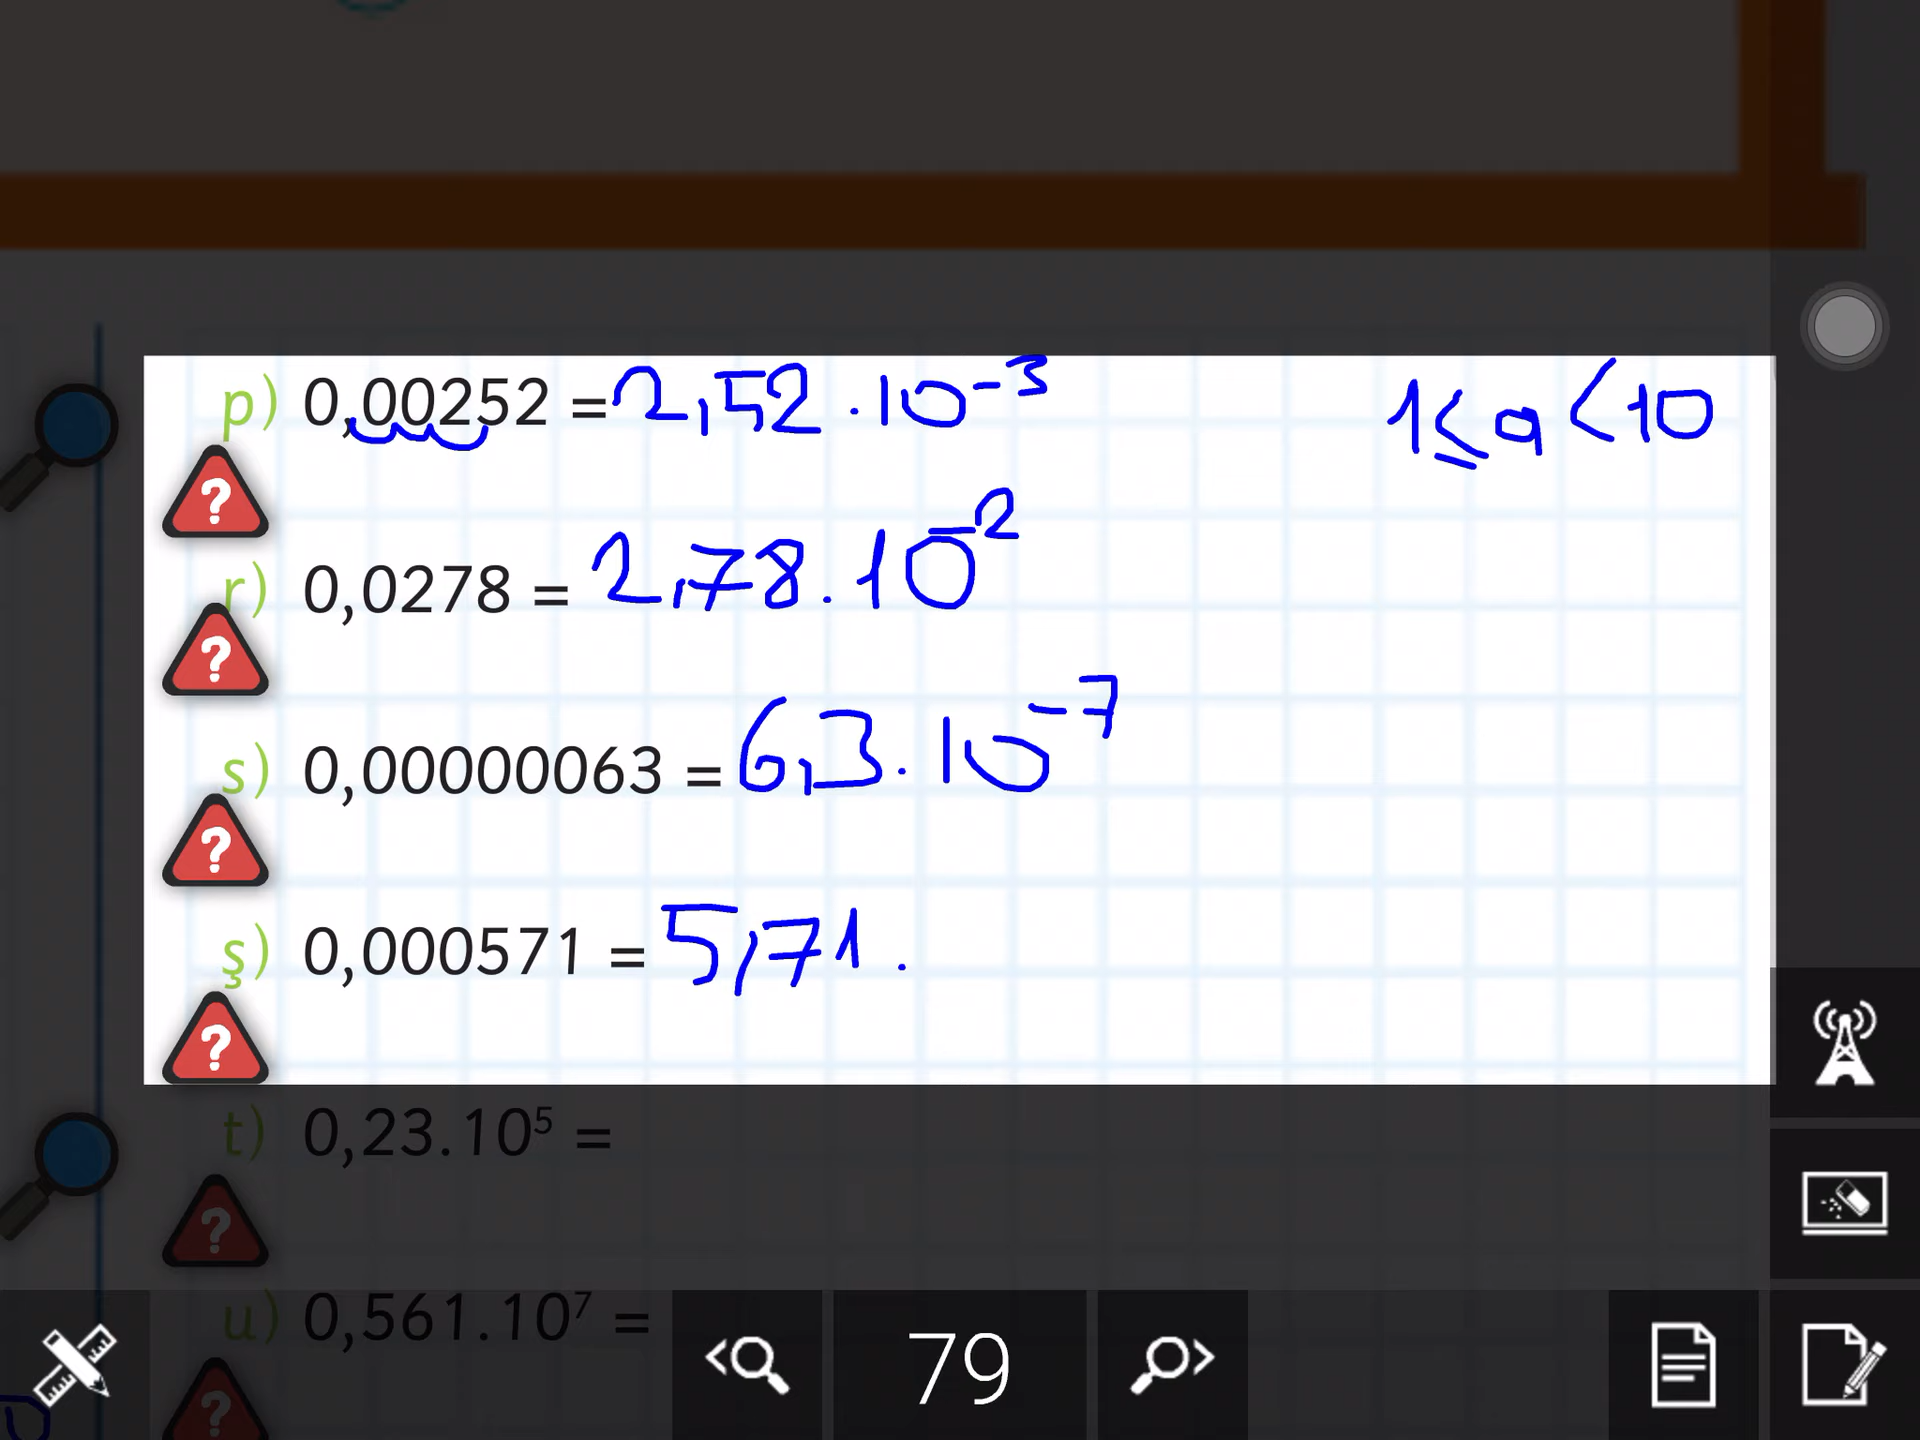 p) 0,00252 = 2,52 . 10⁻³ 1 ≤ a < 10
r) 0,0278 = 2,78 . 10⁻²
s) 0,00000063 = 6,3 . 10⁻⁷
ş) 0,000571 = 5,71 .
t) 0,23.10⁵ =
u) 0,561.10⁷ =
79